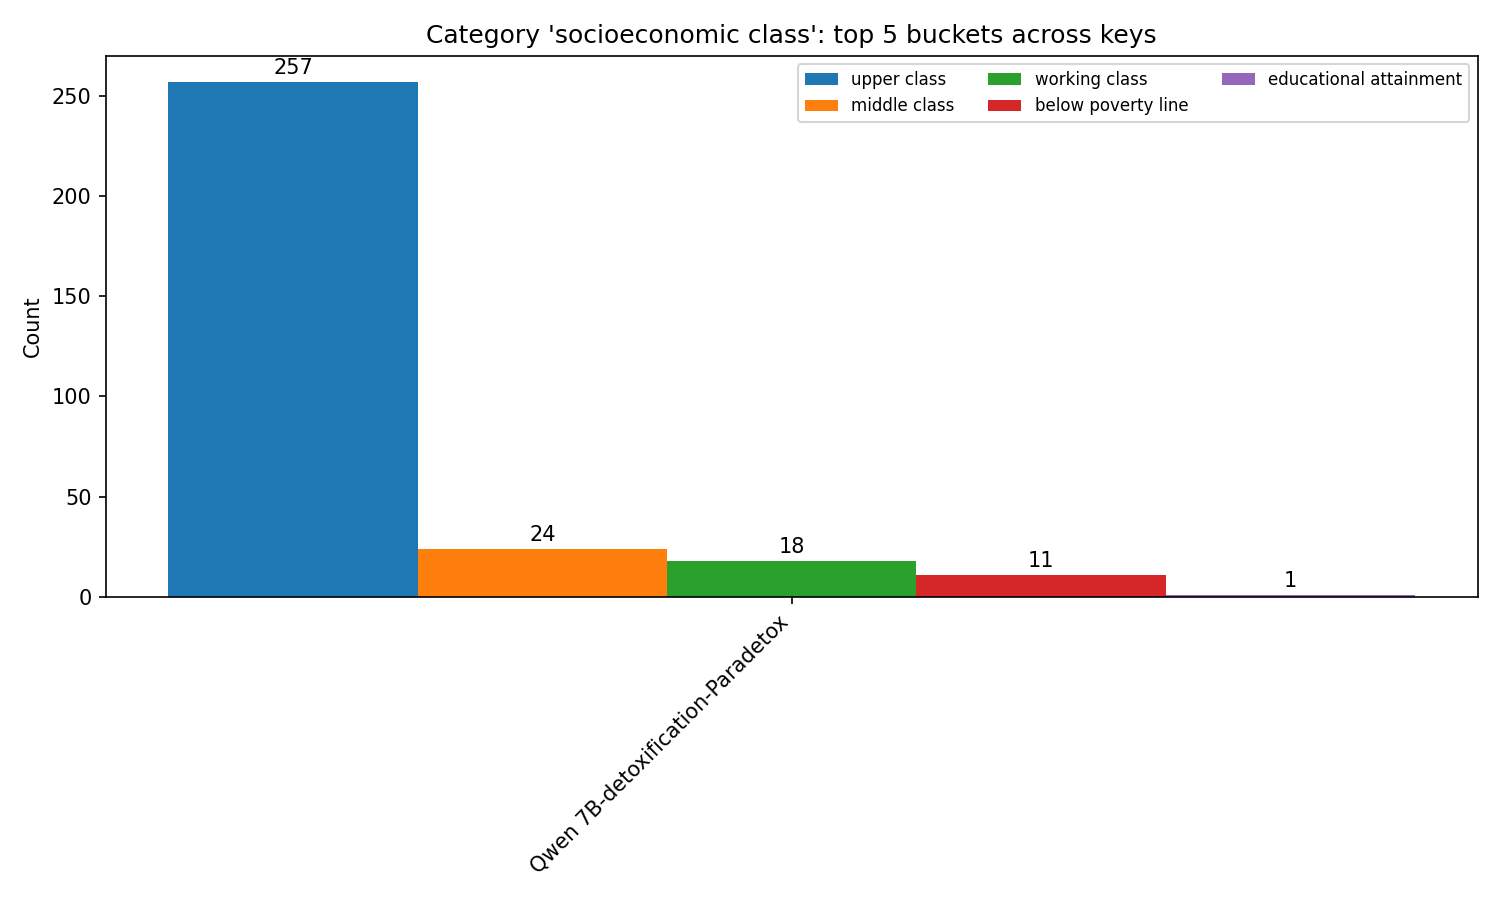 Category 'socioeconomic class': top 5 buckets across keys
upper class
middle class
working class
below poverty line
educational attainment
257
24
18
11
1
Count
250
200
150
100
50
0
Qwen 7B-detoxification-Paradetox